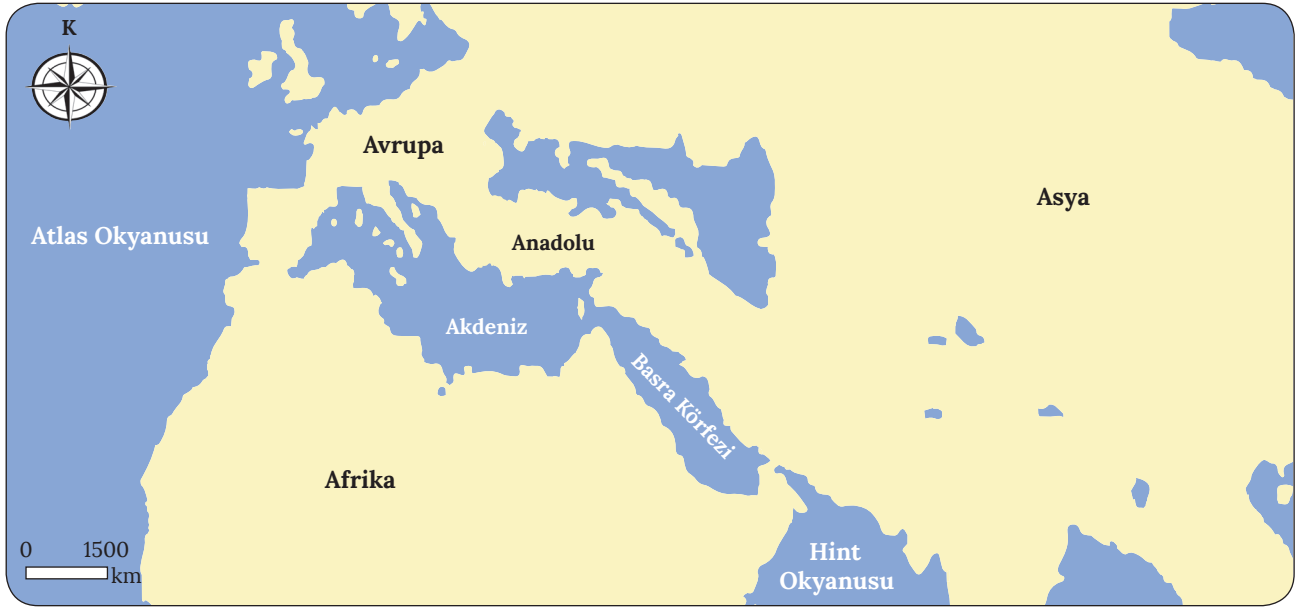 K
Avrupa
Asya
Atlas Okyanusu
Anadolu
Akdeniz
Basra Körfezi
Afrika
0 1500
km
Hint
Okyanusu